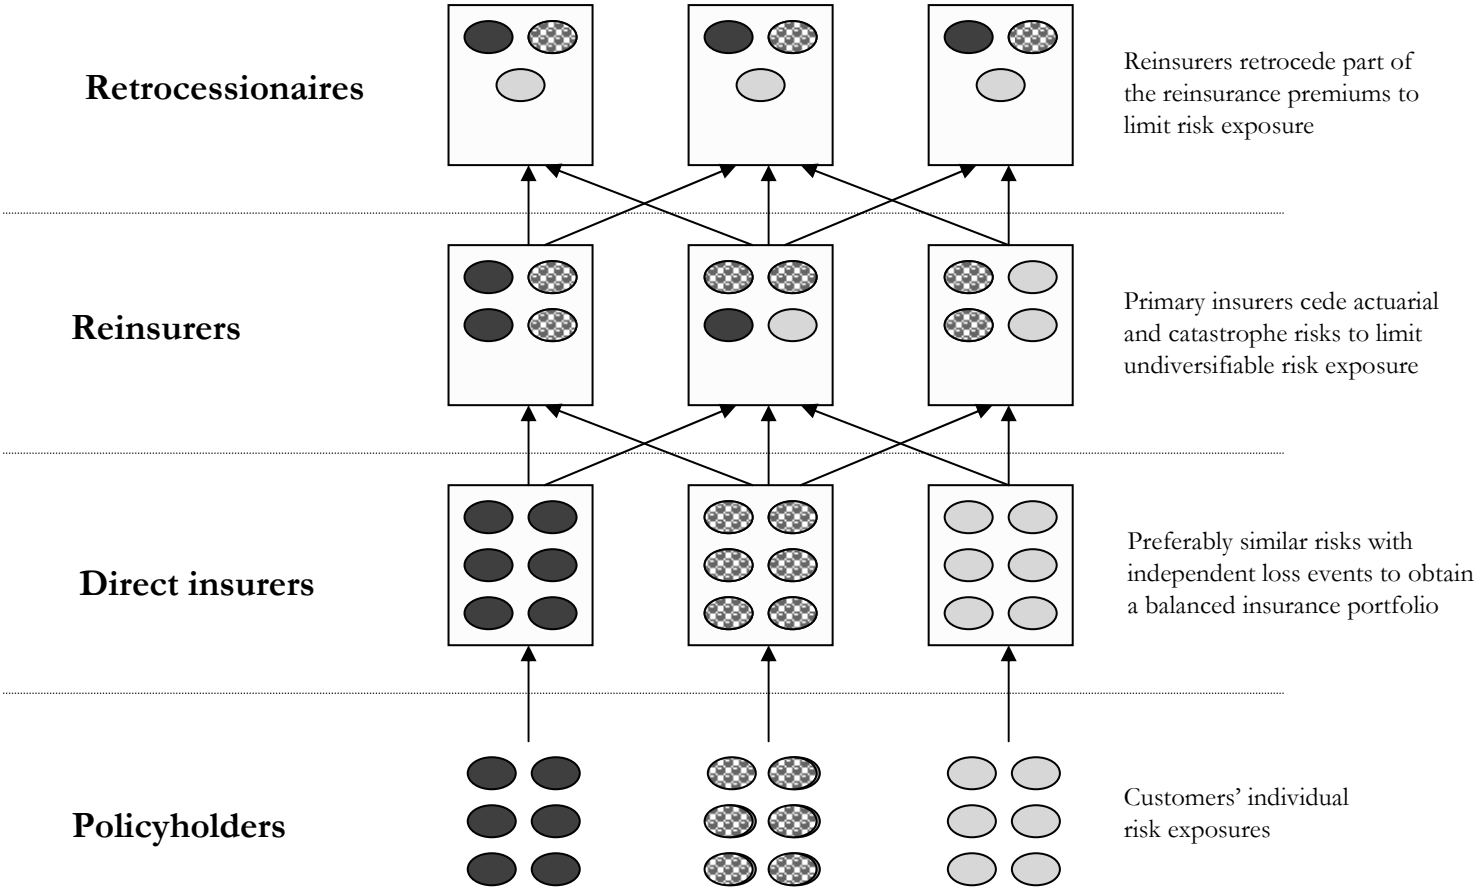 Retrocessionaires
Reinsurers retrocede part of
the reinsurance premiums to
limit risk exposure
Reinsurers
Primary insurers cede actuarial
and catastrophe risks to limit
undiversifiable risk exposure
Direct insurers
Preferably similar risks with
independent loss events to obtain
a balanced insurance portfolio
Policyholders
Customers’ individual
risk exposures